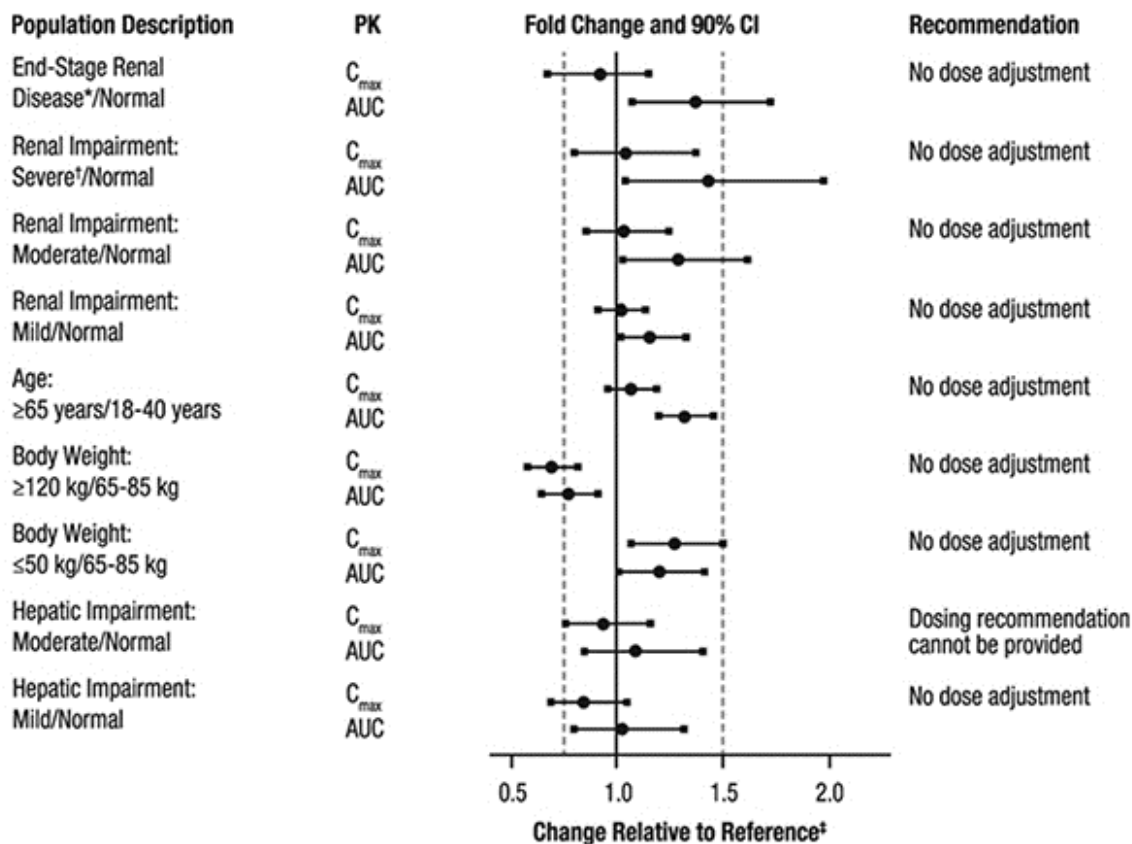 Population Description PK Fold Change and 90% CI Recommendation
End-Stage Renal Cmax No dose adjustment
Disease*/Normal AUC
Renal Impairment: Cmax No dose adjustment
Severe†/Normal AUC
Renal Impairment: Cmax No dose adjustment
Moderate/Normal AUC
Renal Impairment: Cmax No dose adjustment
Mild/Normal AUC
Age: Cmax No dose adjustment
≥65 years/18-40 years AUC
Body Weight: Cmax No dose adjustment
≥120 kg/65-85 kg AUC
Body Weight: Cmax No dose adjustment
≤50 kg/65-85 kg AUC
Hepatic Impairment: Cmax Dosing recommendation
Moderate/Normal AUC cannot be provided
Hepatic Impairment: Cmax No dose adjustment
Mild/Normal AUC
0.5 1.0 1.5 2.0
Change Relative to Reference‡